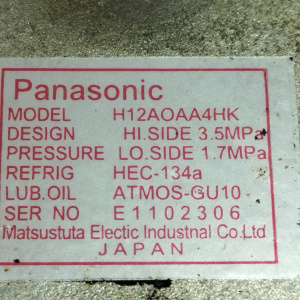 Panasonic
MODEL H12AOAA4HK
DESIGN HI.SIDE 3.5MPa
PRESSURE LO.SIDE 1.7MPa
REFRIG HEC-134a
LUB.OIL ATMOS-GU10
SER NO E1102306
Matsustuta Electic Industnal Co.Ltd
JAPAN